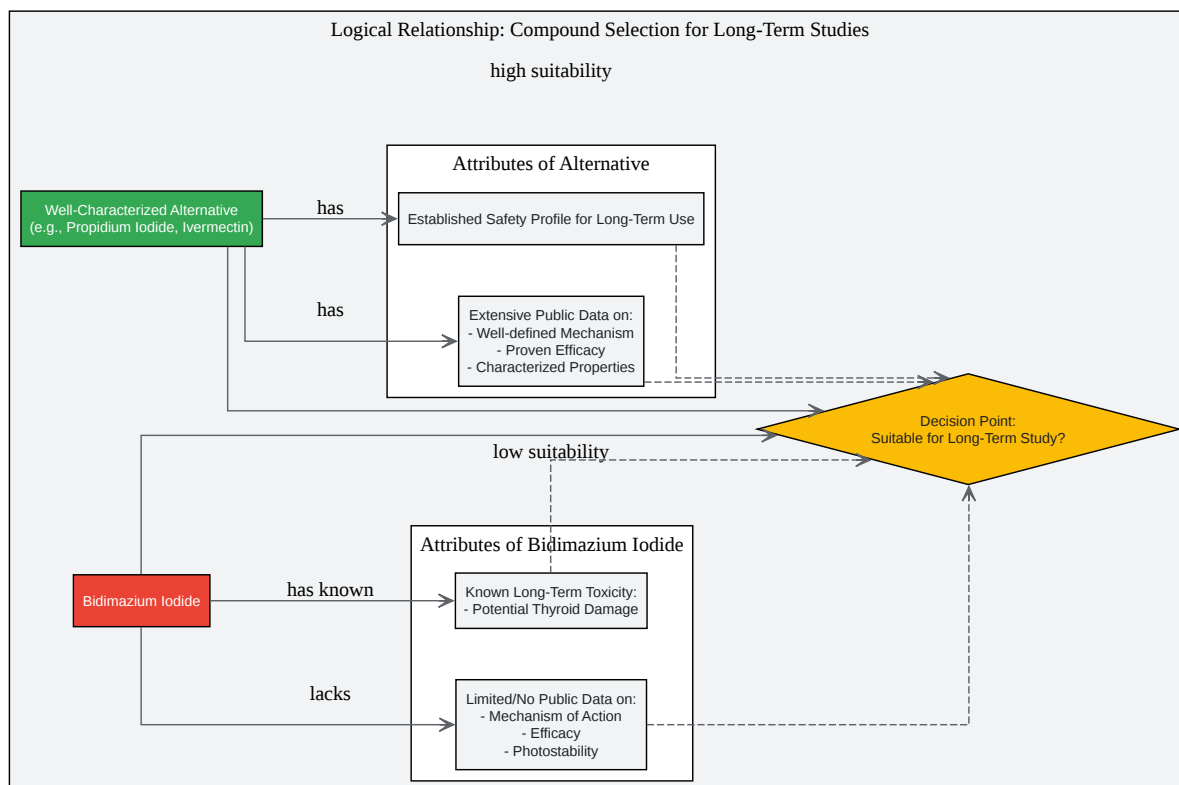 Logical Relationship: Compound Selection for Long-Term Studies
high suitability
Attributes of Alternative
Well-Characterized Alternative
(e.g., Propidium Iodide, Ivermectin)
has
Established Safety Profile for Long-Term Use
has
Extensive Public Data on:
- Well-defined Mechanism
- Proven Efficacy
- Characterized Properties
Decision Point:
Suitable for Long-Term Study?
low suitability
Attributes of Bidimazium Iodide
Bidimazium Iodide
has known
Known Long-Term Toxicity:
- Potential Thyroid Damage
lacks
Limited/No Public Data on:
- Mechanism of Action
- Efficacy
- Photostability